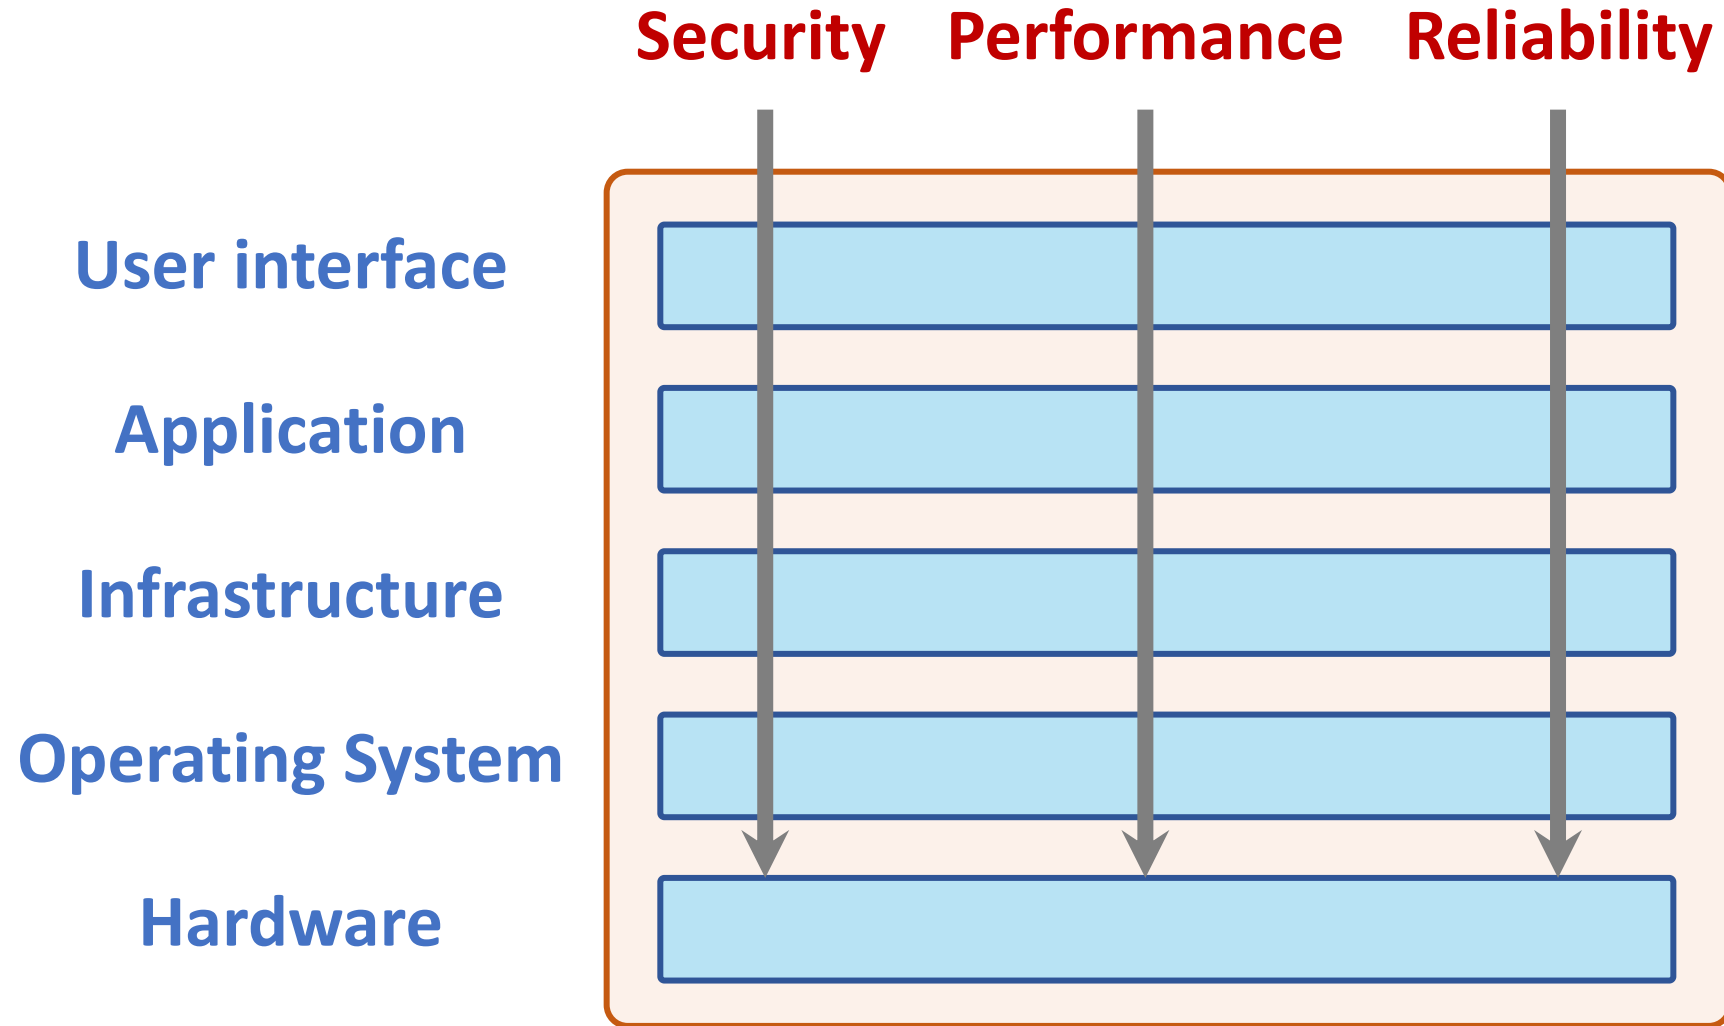 Security Performance Reliability
User interface
Application
Infrastructure
Operating System
Hardware